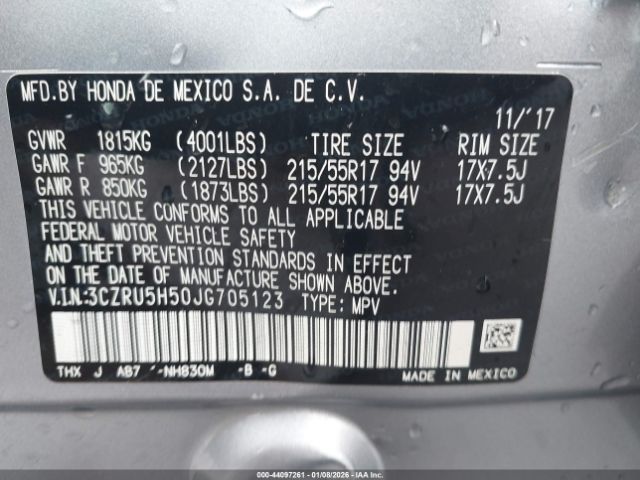 MFD.BY HONDA DE MEXICO S.A. DE C.V.
11/'17
GVWR 1815KG (4001LBS) TIRE SIZE RIM SIZE
GAWR F 965KG (2127LBS) 215/55R17 94V 17X7.5J
GAWR R 850KG (1873LBS) 215/55R17 94V 17X7.5J
THIS VEHICLE CONFORMS TO ALL APPLICABLE
FEDERAL MOTOR VEHICLE SAFETY
AND THEFT PREVENTION STANDARDS IN EFFECT ON
THE DATE OF MANUFACTURE SHOWN ABOVE.
V.I.N.:3CZRU5H50JG705123 TYPE: MPV
THX J AB7 -NH830M -B -G
MADE IN MEXICO
000-44097261 - 01/08/2026 - IAA Holdings, LLC